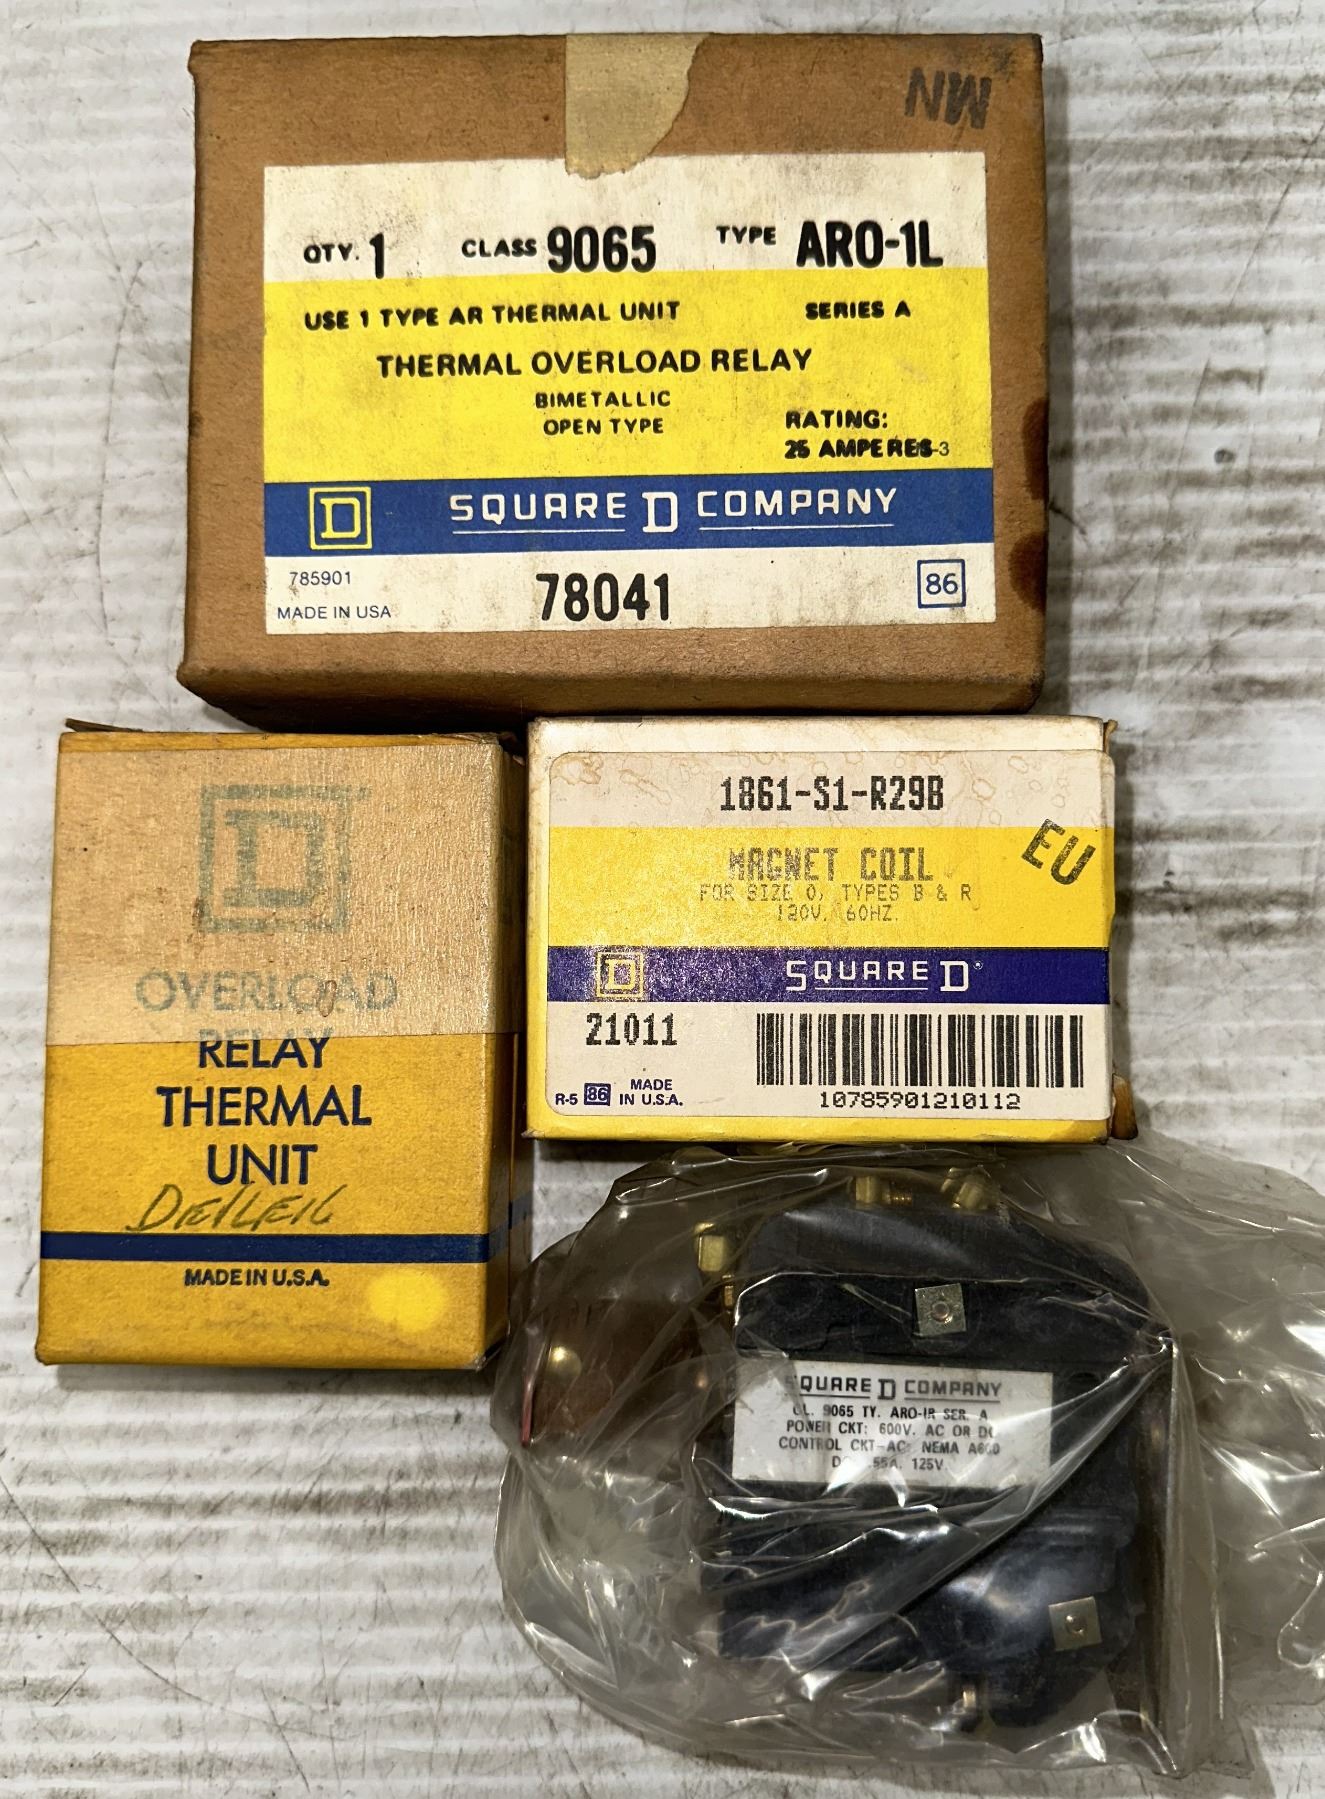 NW
QTY. 1 CLASS 9065 TYPE ARO-1L
USE 1 TYPE AR THERMAL UNIT SERIES A
THERMAL OVERLOAD RELAY
BIMETALLIC
OPEN TYPE
RATING:
25 AMPERES-3
D SQUARE D COMPANY
785901
MADE IN USA
78041
86
D
OVERLOAD
RELAY
THERMAL
UNIT
MADE IN U.S.A.
1861-S1-R29B
EU
MAGNET COIL
FOR SIZE 0, TYPES B & R
120V. 60HZ.
D SQUARE D®
21011
R-5 86 MADE IN U.S.A.
10785901210112
SQUARE D COMPANY
CL. 9065 TY. ARO-IR SER. A
POWER CKT: 600V. AC OR DC
CONTROL CKT-AC: NEMA A600
DC .55A. 125V.